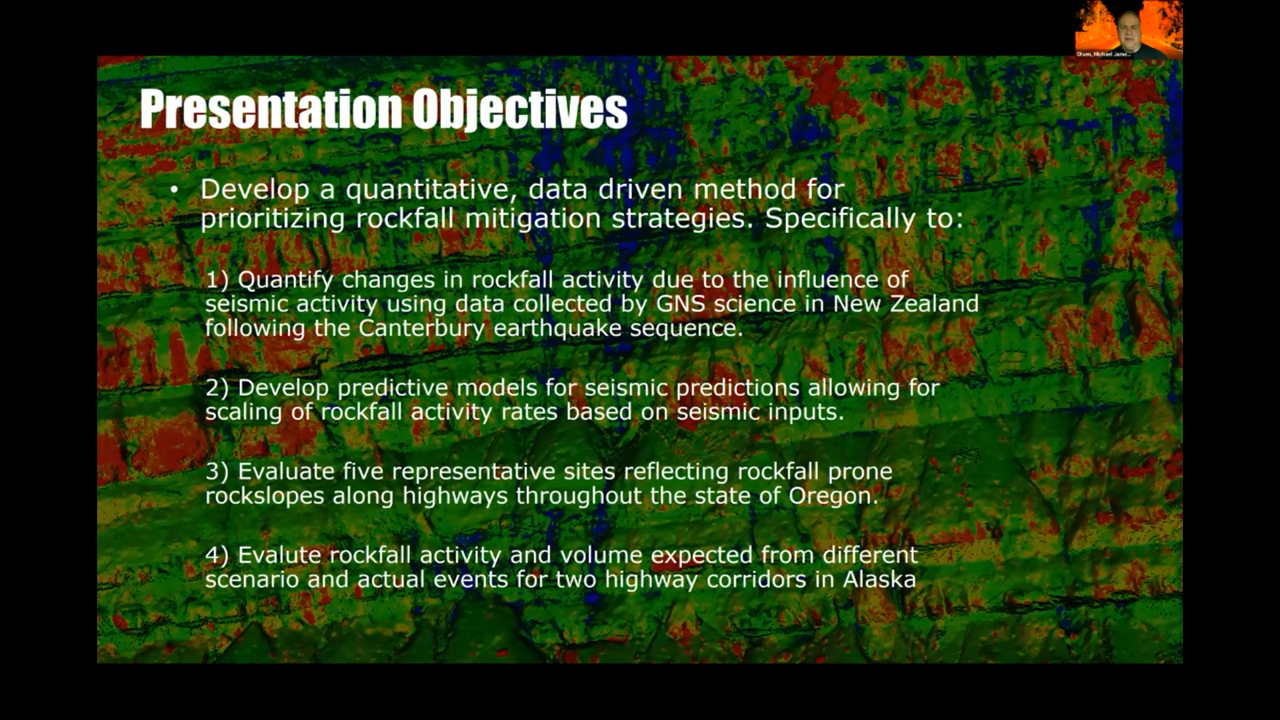 Olsen, Michael Jame...
Presentation Objectives
• Develop a quantitative, data driven method for
prioritizing rockfall mitigation strategies. Specifically to:
1) Quantify changes in rockfall activity due to the influence of
seismic activity using data collected by GNS science in New Zealand
following the Canterbury earthquake sequence.
2) Develop predictive models for seismic predictions allowing for
scaling of rockfall activity rates based on seismic inputs.
3) Evaluate five representative sites reflecting rockfall prone
rockslopes along highways throughout the state of Oregon.
4) Evalute rockfall activity and volume expected from different
scenario and actual events for two highway corridors in Alaska